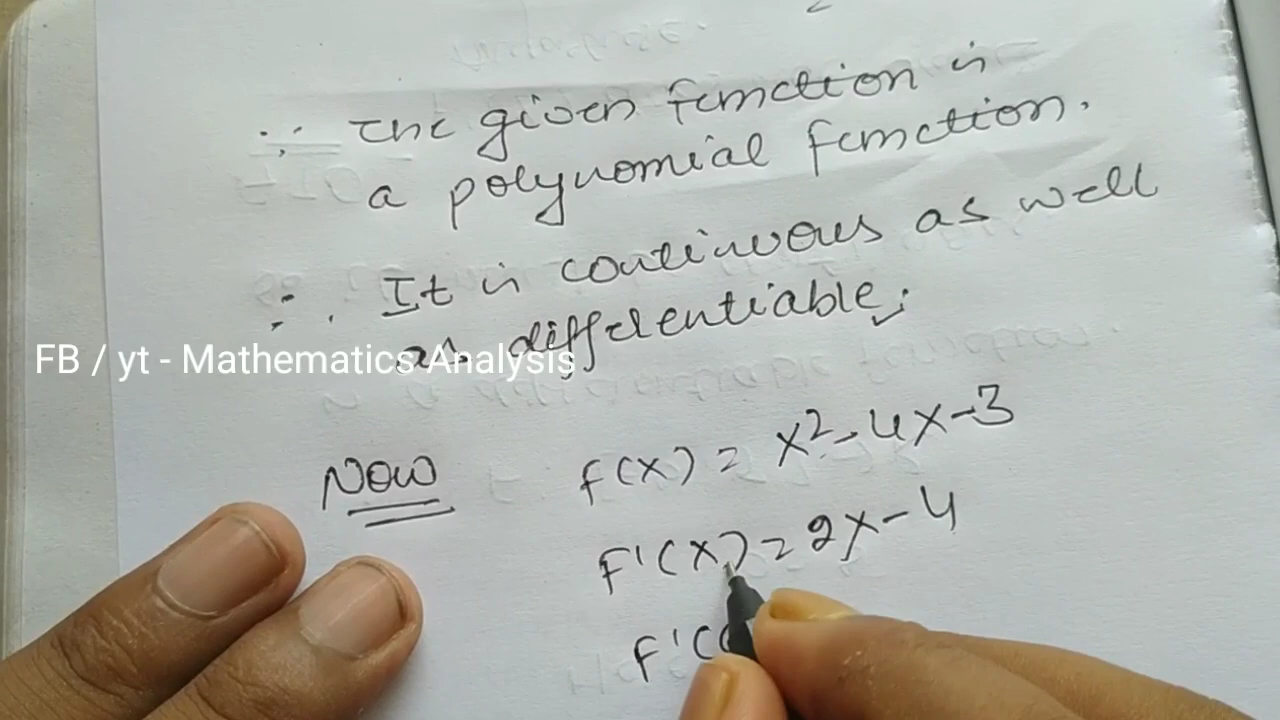 ∵ The given function is
a polynomial function.
∴ It is continuous as well
as differentiable.
FB / yt - Mathematics Analysis
Now f(x) = x²-4x-3
f'(x) = 2x-4
f'(c